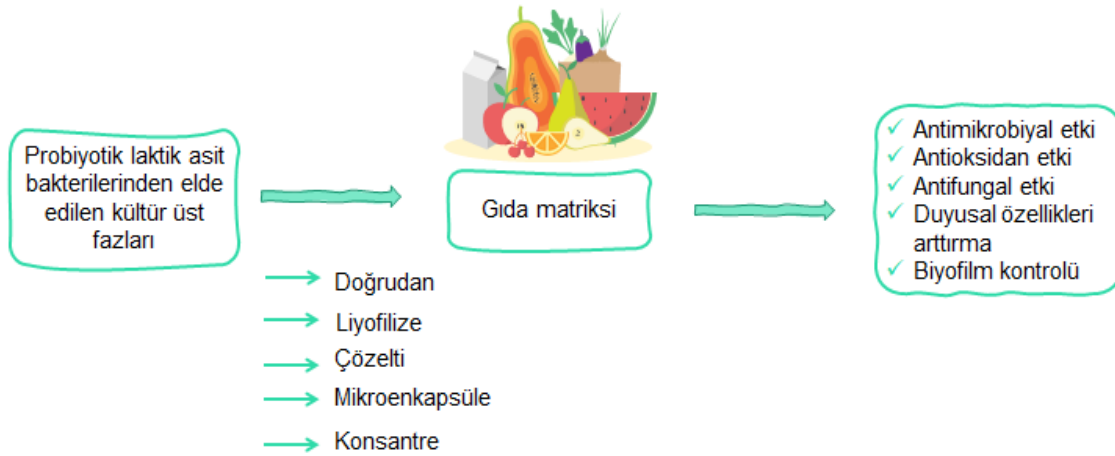 Probiyotik laktik asit
bakterilerinden elde
edilen kültür üst
fazları
Doğrudan
Liyofilize
Çözelti
Mikroenkapsüle
Konsantre
Gıda matriksi
Antimikrobiyal etki
Antioksidan etki
Antifungal etki
Duyusal özellikleri
arttırma
Biyofilm kontrolü